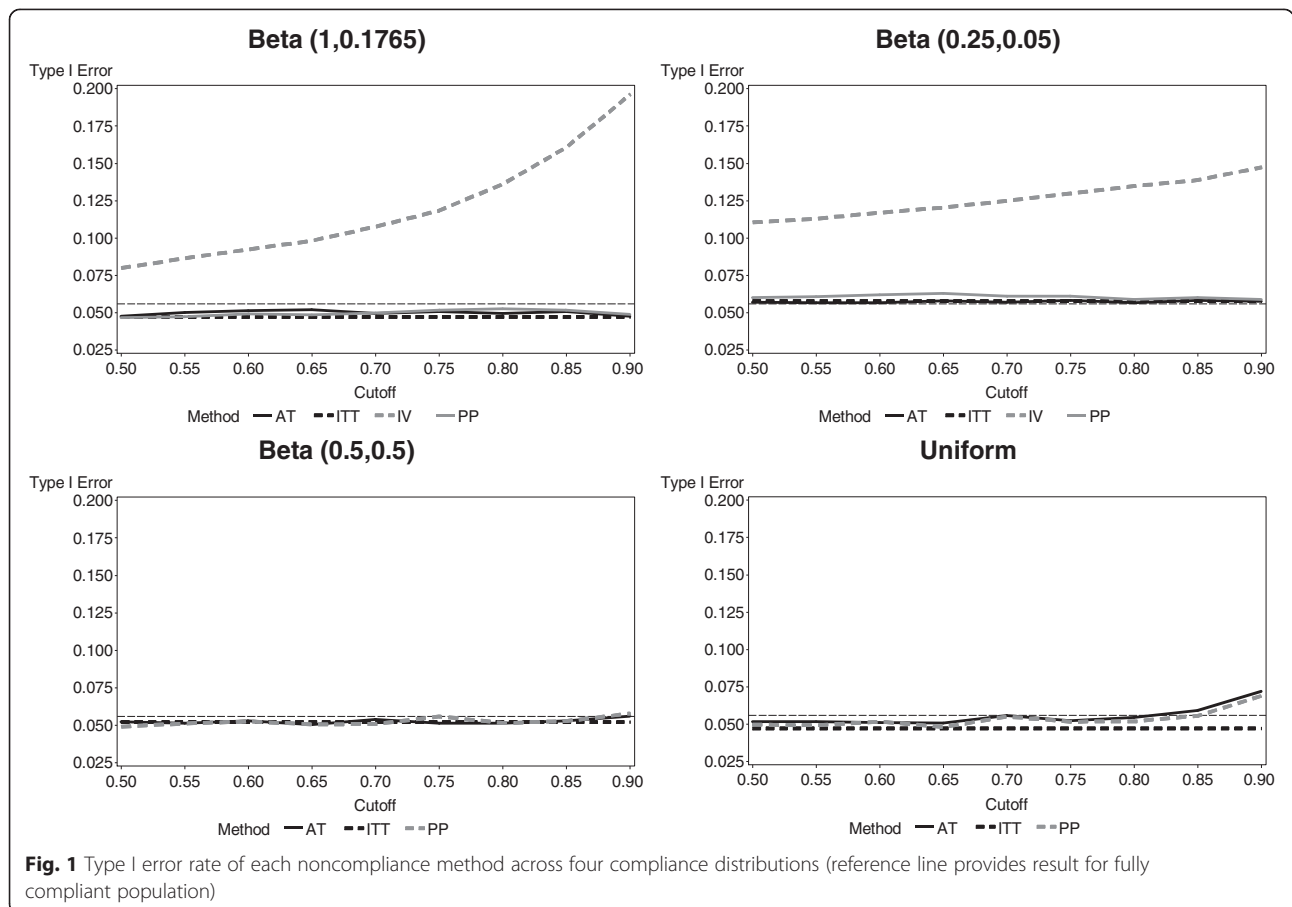 Beta (1,0.1765)
Type I Error
0.200
0.175
0.150
0.125
0.100
0.075
0.050
0.025
0.50 0.55 0.60 0.65 0.70 0.75 0.80 0.85 0.90
Cutoff
Method AT ITT IV PP
Beta (0.25,0.05)
Type I Error
0.200
0.175
0.150
0.125
0.100
0.075
0.050
0.025
0.50 0.55 0.60 0.65 0.70 0.75 0.80 0.85 0.90
Cutoff
Method AT ITT IV PP
Beta (0.5,0.5)
Type I Error
0.200
0.175
0.150
0.125
0.100
0.075
0.050
0.025
0.50 0.55 0.60 0.65 0.70 0.75 0.80 0.85 0.90
Cutoff
Method AT ITT PP
Uniform
Type I Error
0.200
0.175
0.150
0.125
0.100
0.075
0.050
0.025
0.50 0.55 0.60 0.65 0.70 0.75 0.80 0.85 0.90
Cutoff
Method AT ITT PP
Fig. 1 Type I error rate of each noncompliance method across four compliance distributions (reference line provides result for fully
compliant population)